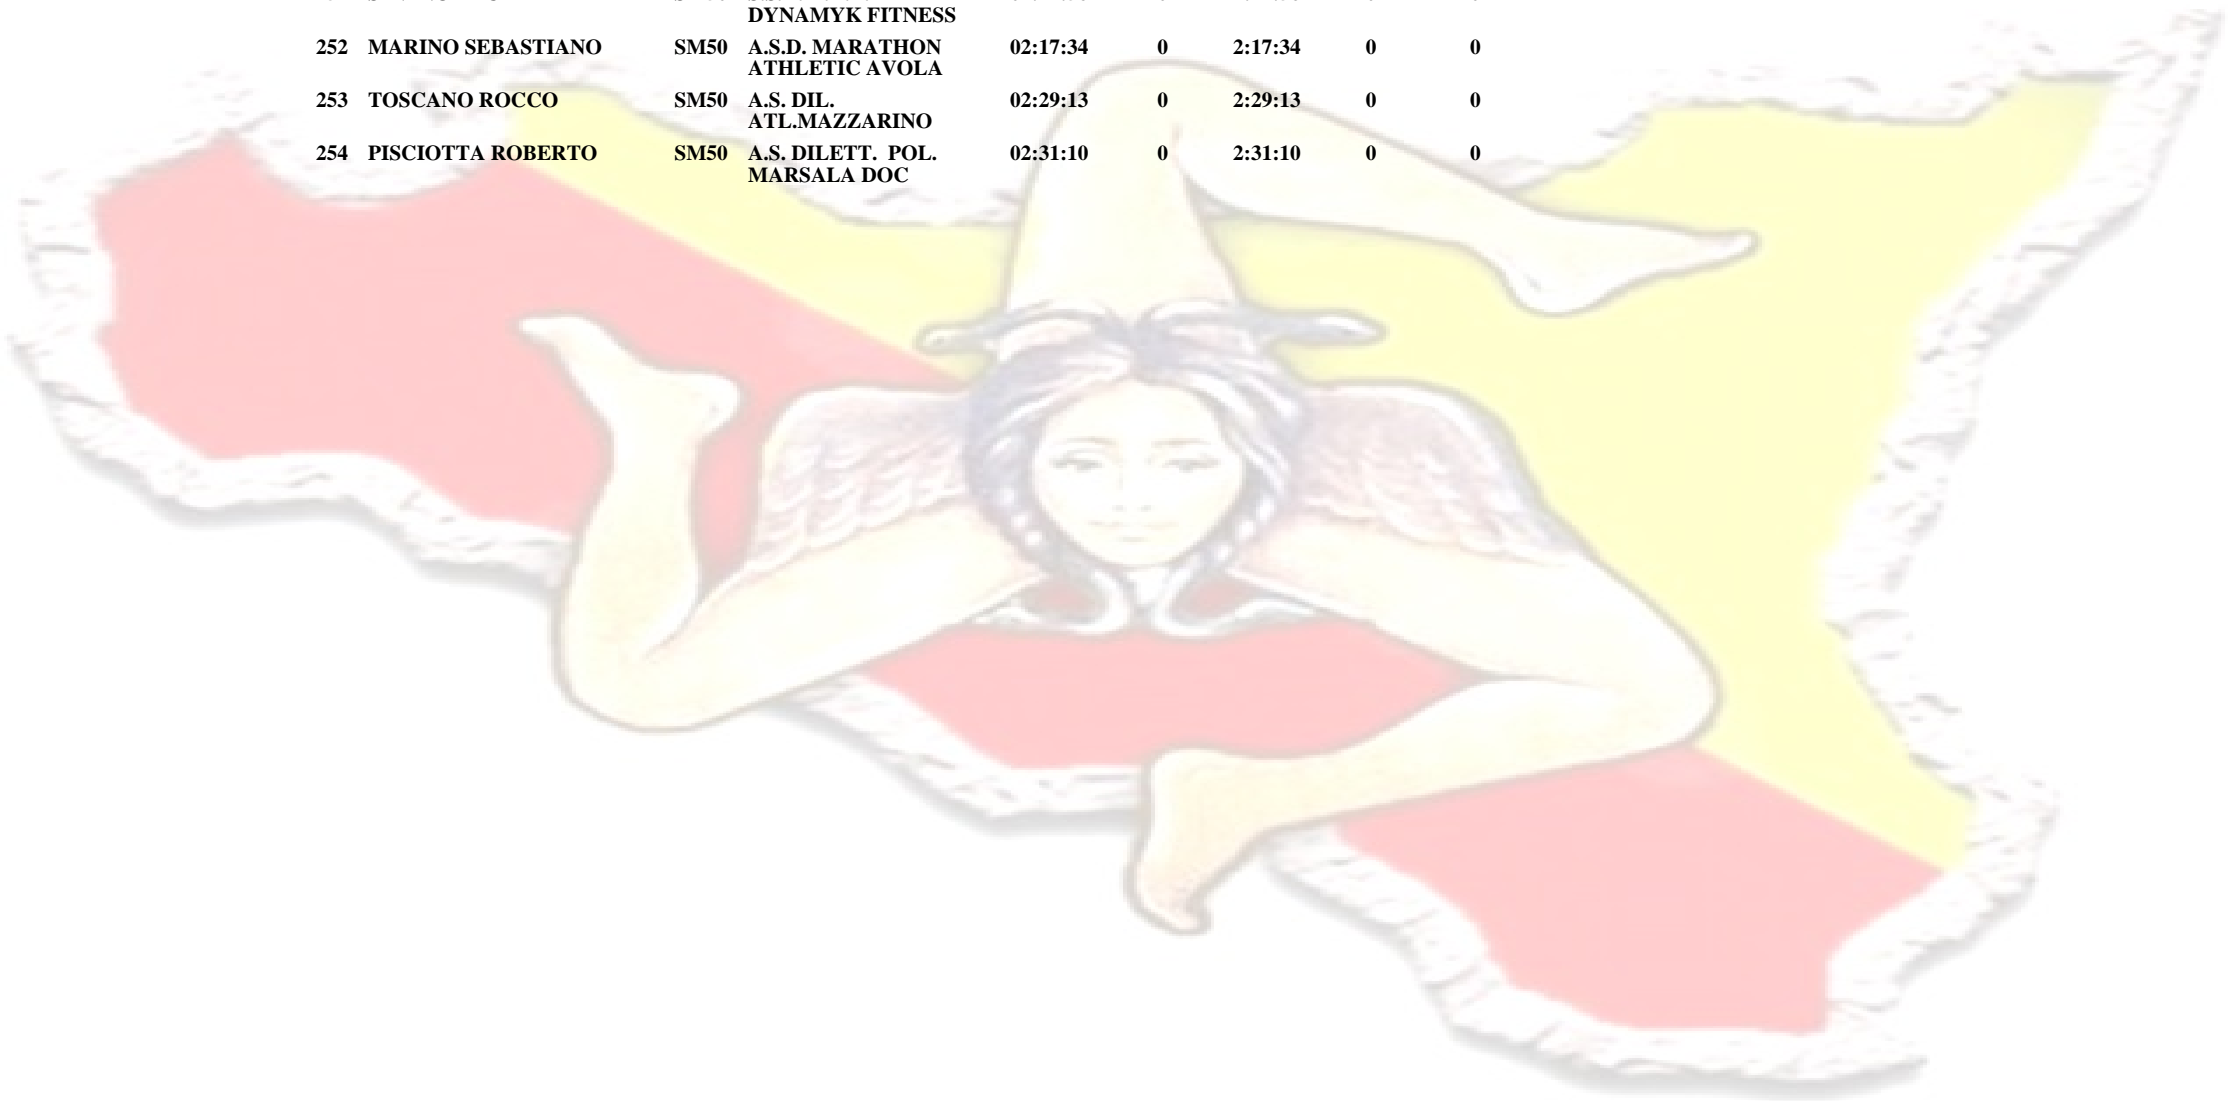 DYNAMYK FITNESS
252 MARINO SEBASTIANO SM50 A.S.D. MARATHON 02:17:34 0 2:17:34 0 0
ATHLETIC AVOLA
253 TOSCANO ROCCO SM50 A.S. DIL. 02:29:13 0 2:29:13 0 0
ATL.MAZZARINO
254 PISCIOTTA ROBERTO SM50 A.S. DILETT. POL. 02:31:10 0 2:31:10 0 0
MARSALA DOC